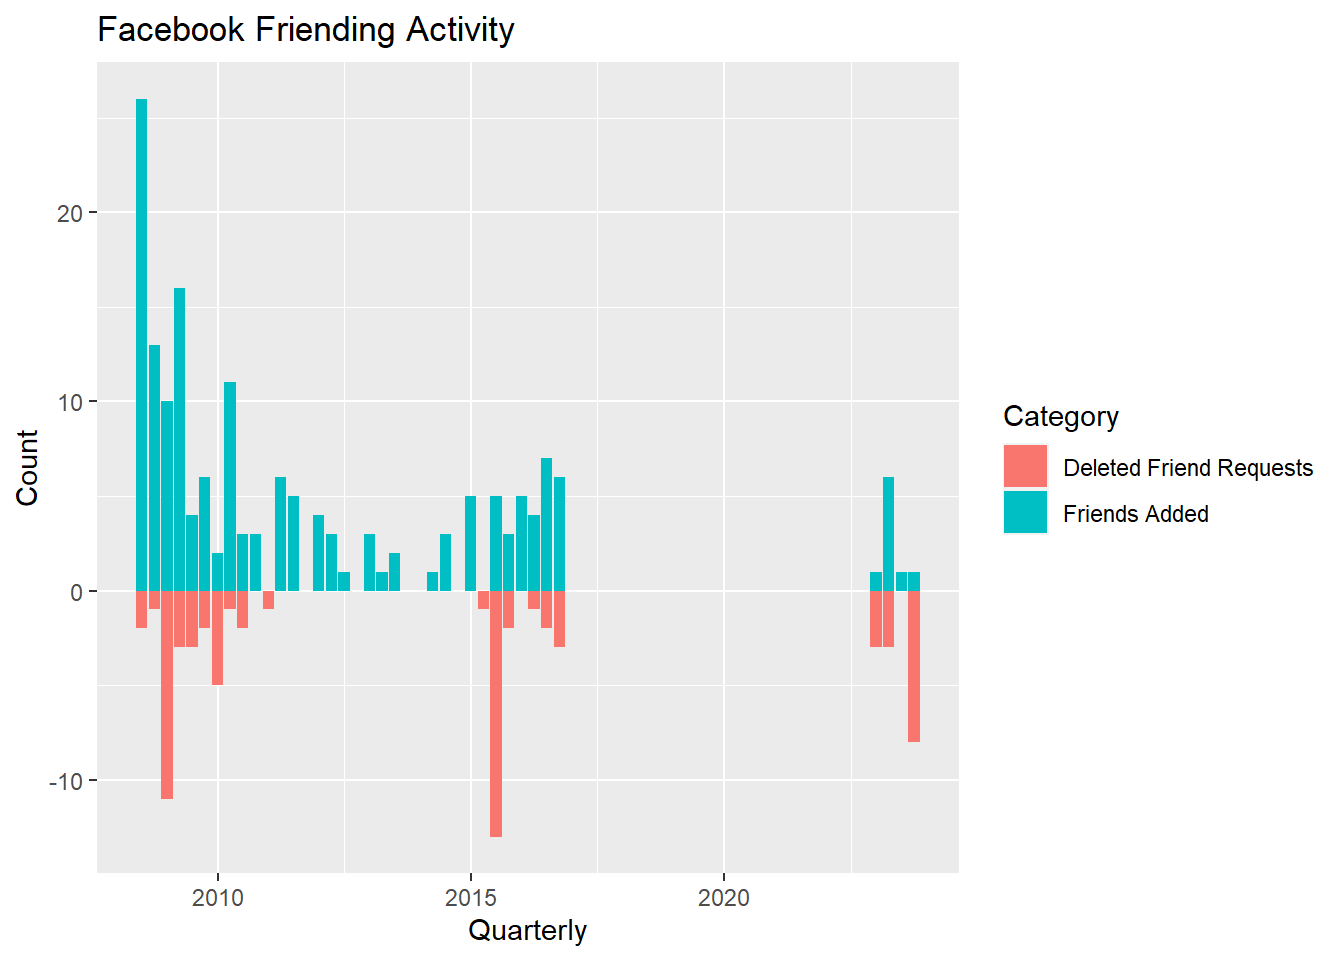 Facebook Friending Activity
20
10
0
-10
Count
2010
2015
2020
Quarterly
Category
Deleted Friend Requests
Friends Added